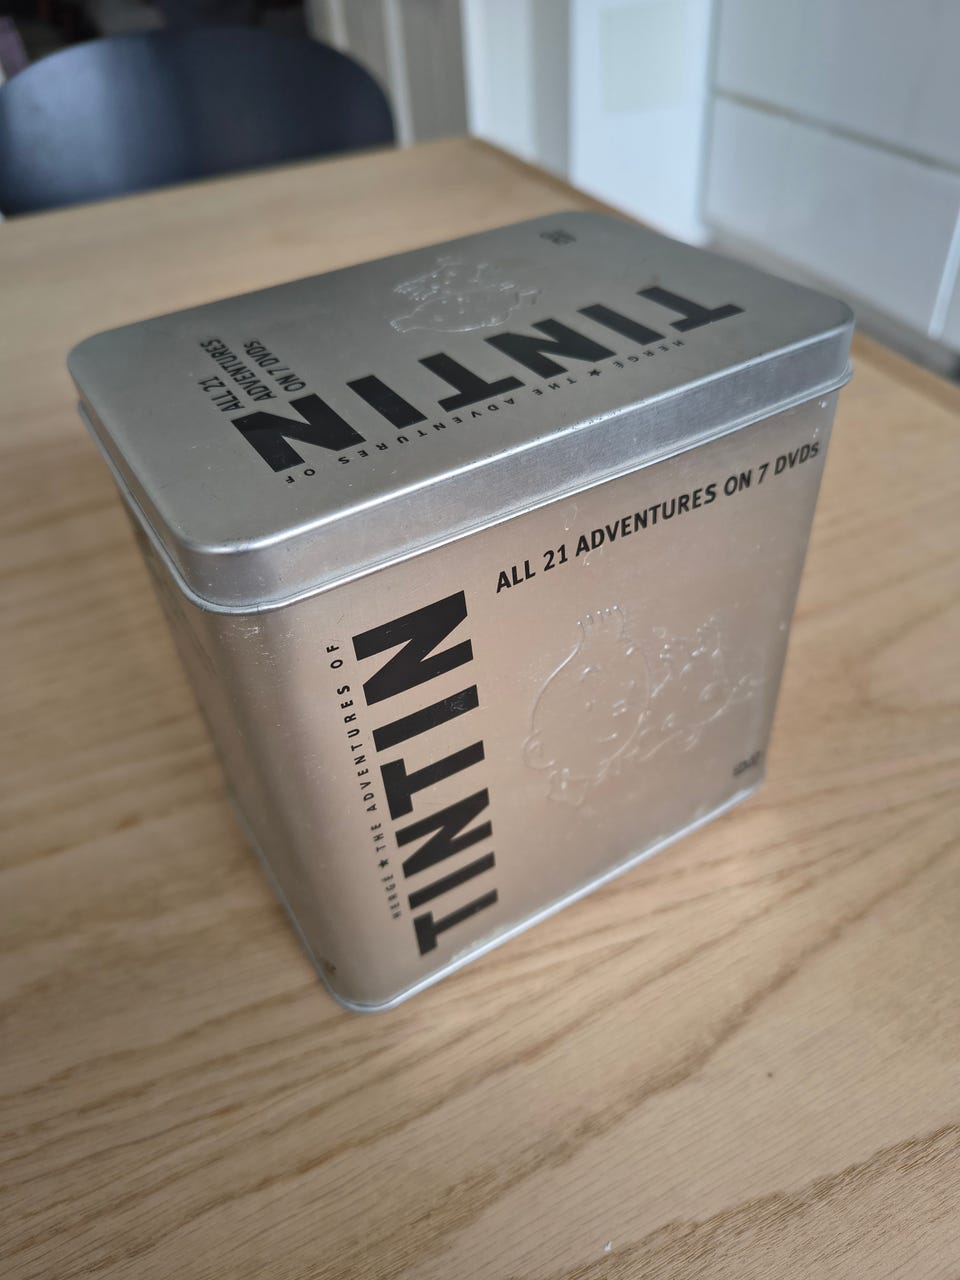 HERGÉ ★ THE ADVENTURES OF
TINTIN
ALL 21
ADVENTURES
ON 7 DVDs
ALL 21 ADVENTURES ON 7 DVDs
HERGÉ ★ THE ADVENTURES OF
TINTIN